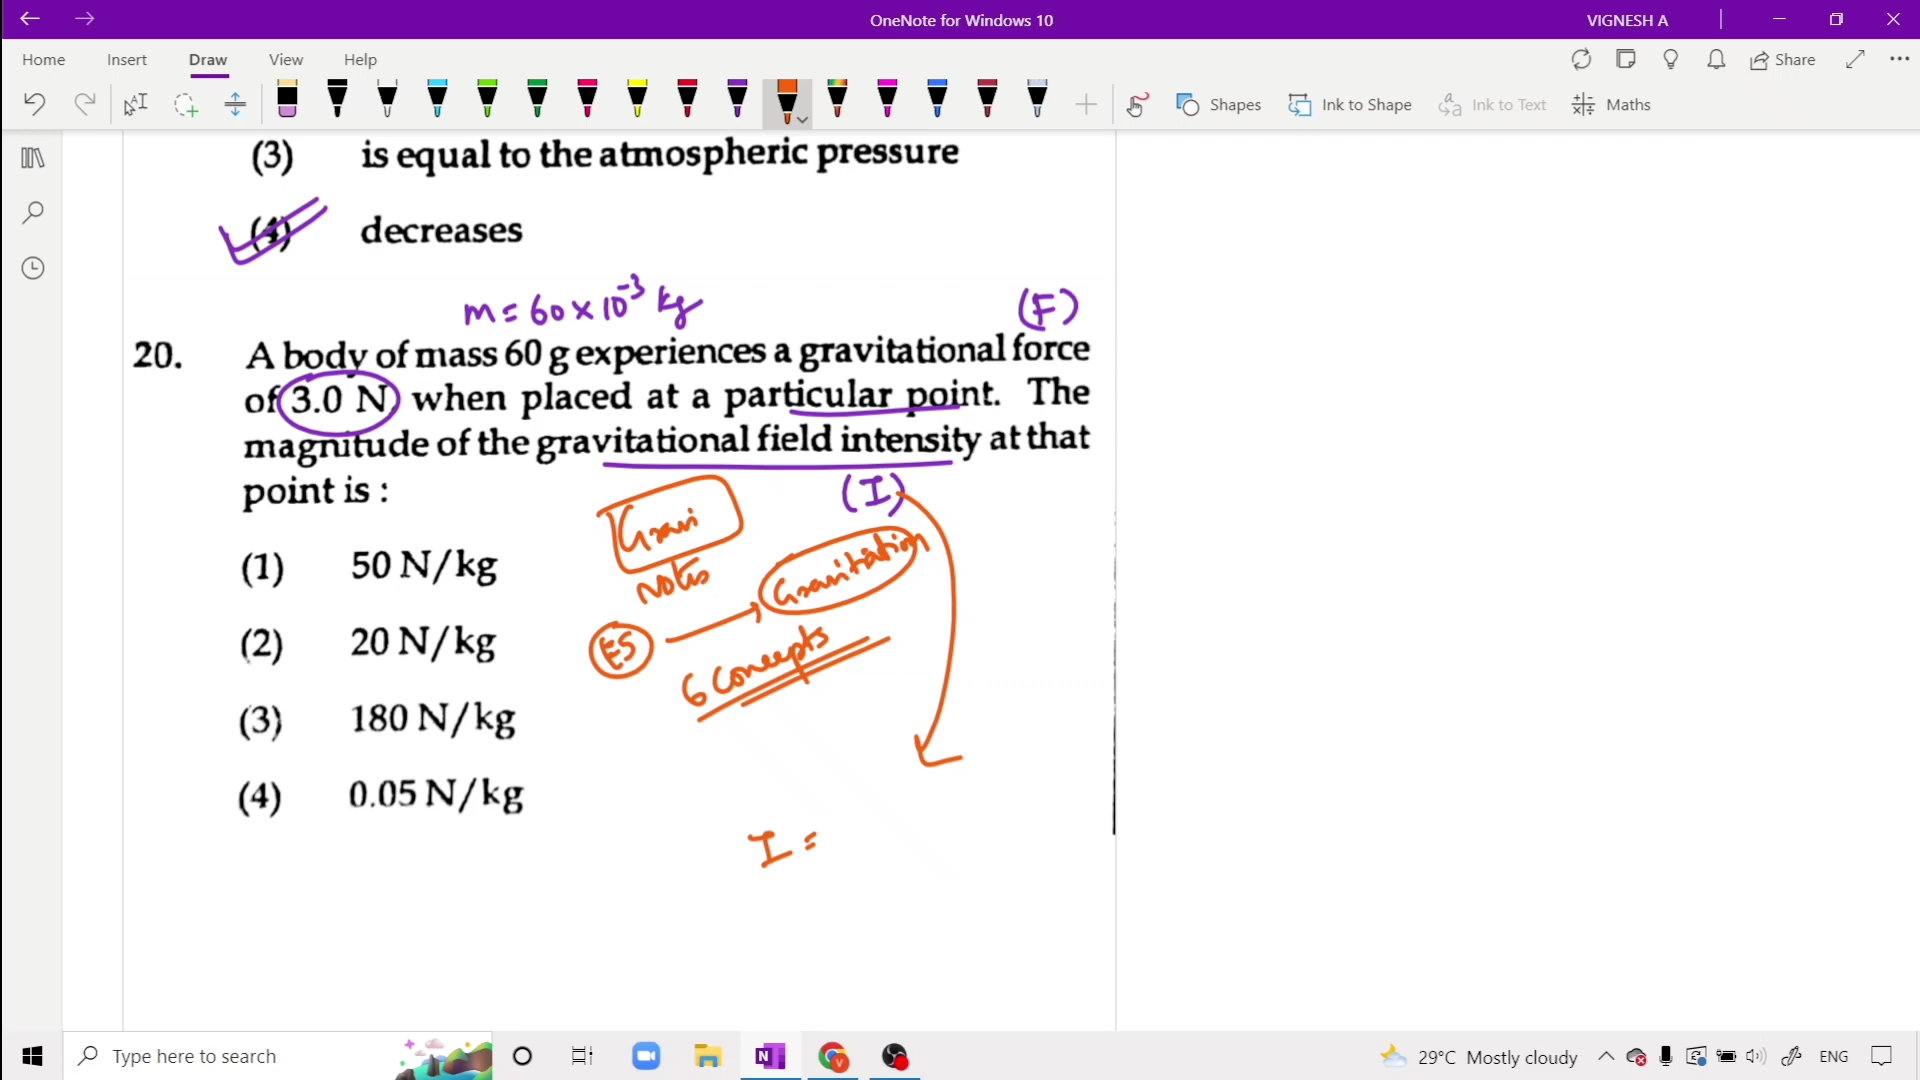 OneNote for Windows 10
VIGNESH A
Home Insert Draw View Help
Share
Shapes Ink to Shape Ink to Text Maths
(3) is equal to the atmospheric pressure
(4) decreases
m = 60 x 10⁻³ kg
(F)
20. A body of mass 60 g experiences a gravitational force
of 3.0 N, when placed at a particular point. The
magnitude of the gravitational field intensity at that
point is :
(I)
Gravi
Notes
Gravitation
ES
6 Concepts
(1) 50 N/kg
(2) 20 N/kg
(3) 180 N/kg
(4) 0.05 N/kg
I =
Type here to search
N
V
29°C Mostly cloudy
ENG